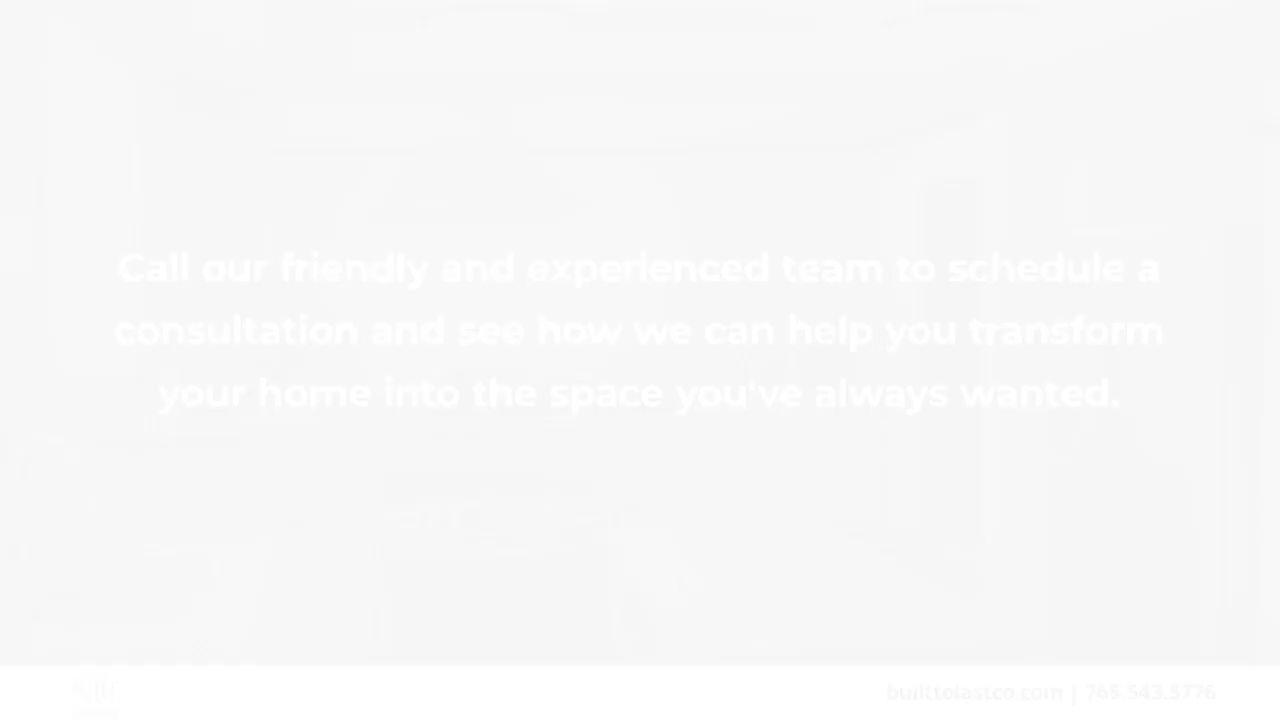 Call our friendly and experienced team to schedule a
consultation and see how we can help you transform
your home into the space you've always wanted.
builttolastco.com | 765.543.5776